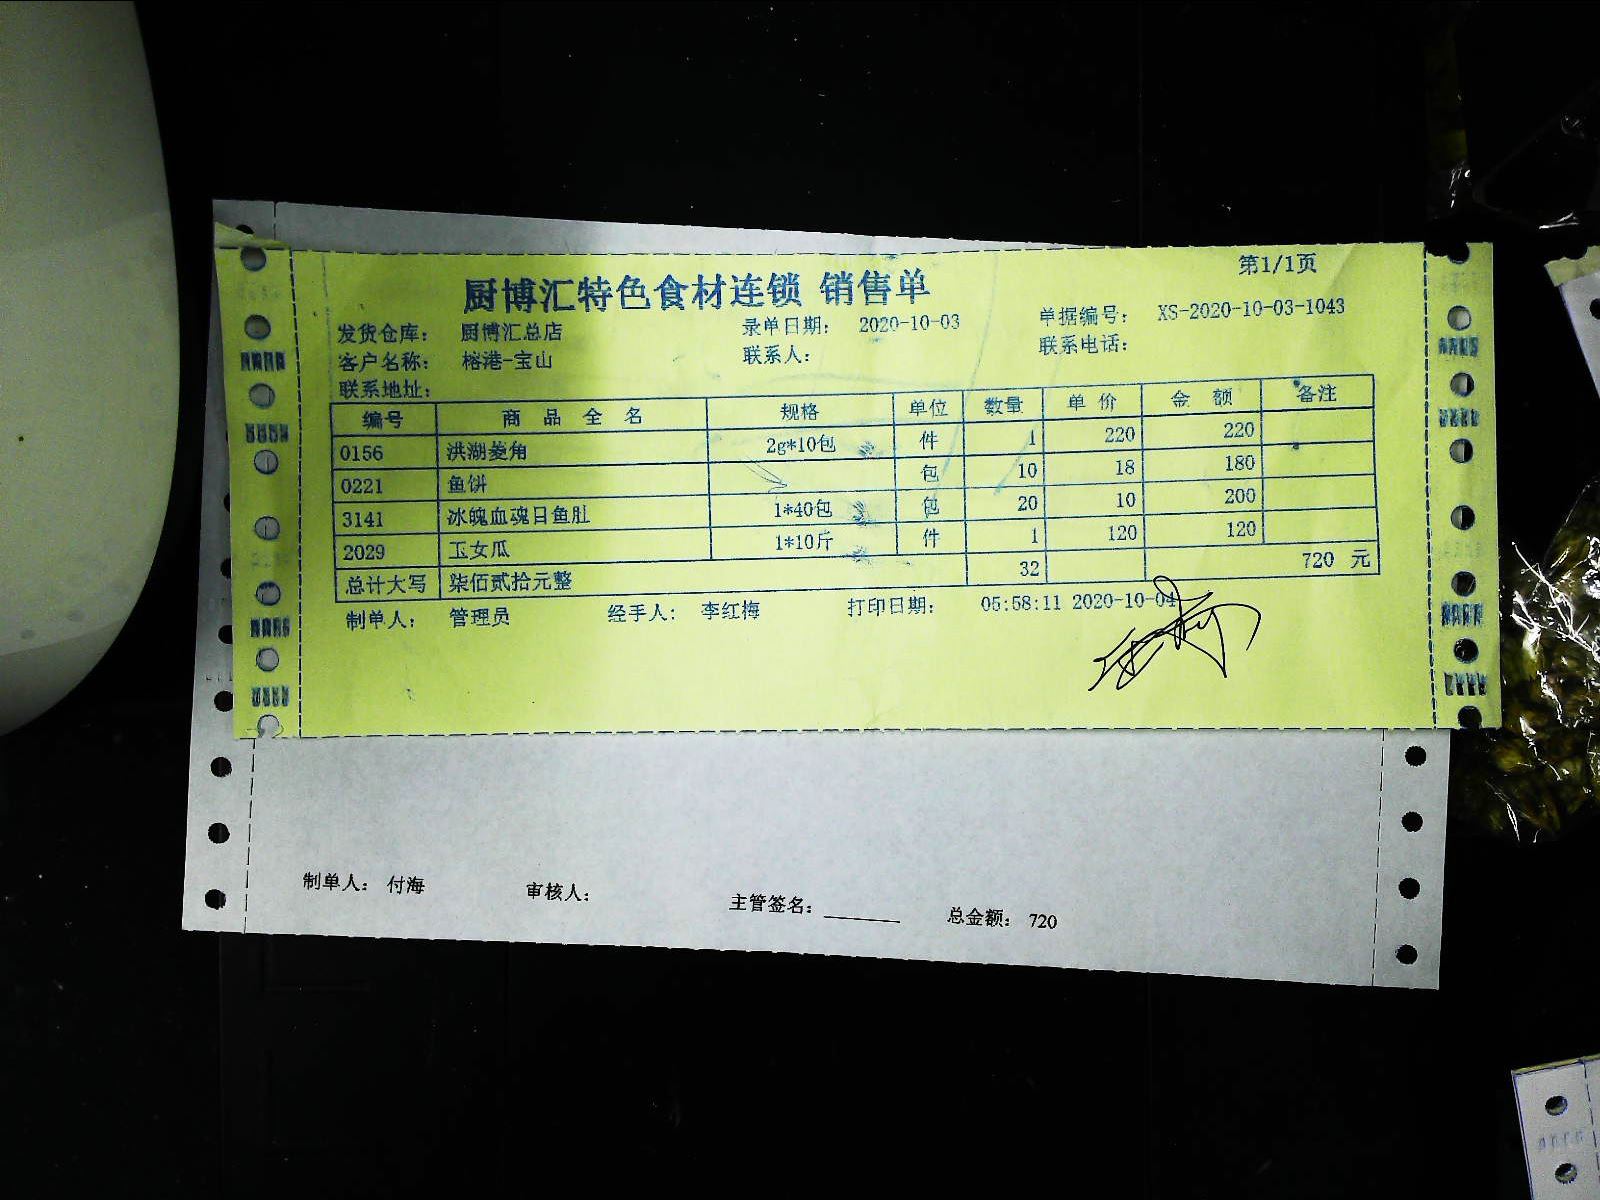 第1/1页
厨博汇特色食材连锁 销售单
发货仓库： 厨博汇总店 录单日期： 2020-10-03 单据编号： XS-2020-10-03-1043
客户名称： 榕港-宝山 联系人： 联系电话：
联系地址：
编号 商品全名 规格 单位 数量 单价 金额 备注
0156 洪湖菱角 2g*10包 件 1 220 220
0221 鱼饼 包 10 18 180
3141 冰魄血魂目鱼肚 1*40包 包 20 10 200
2029 玉女瓜 1*10斤 件 1 120 120
总计大写 柒佰贰拾元整 32 720 元
制单人： 管理员 经手人： 李红梅 打印日期： 05:58:11 2020-10-04
制单人： 付海 审核人： 主管签名：________ 总金额： 720